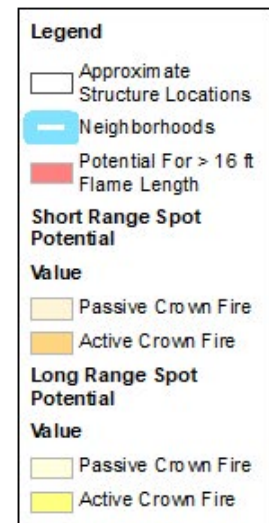 Legend
Approximate
Structure Locations
Neighborhoods
Potential For > 16 ft
Flame Length
Short Range Spot
Potential
Value
Passive Crown Fire
Active Crown Fire
Long Range Spot
Potential
Value
Passive Crown Fire
Active Crown Fire